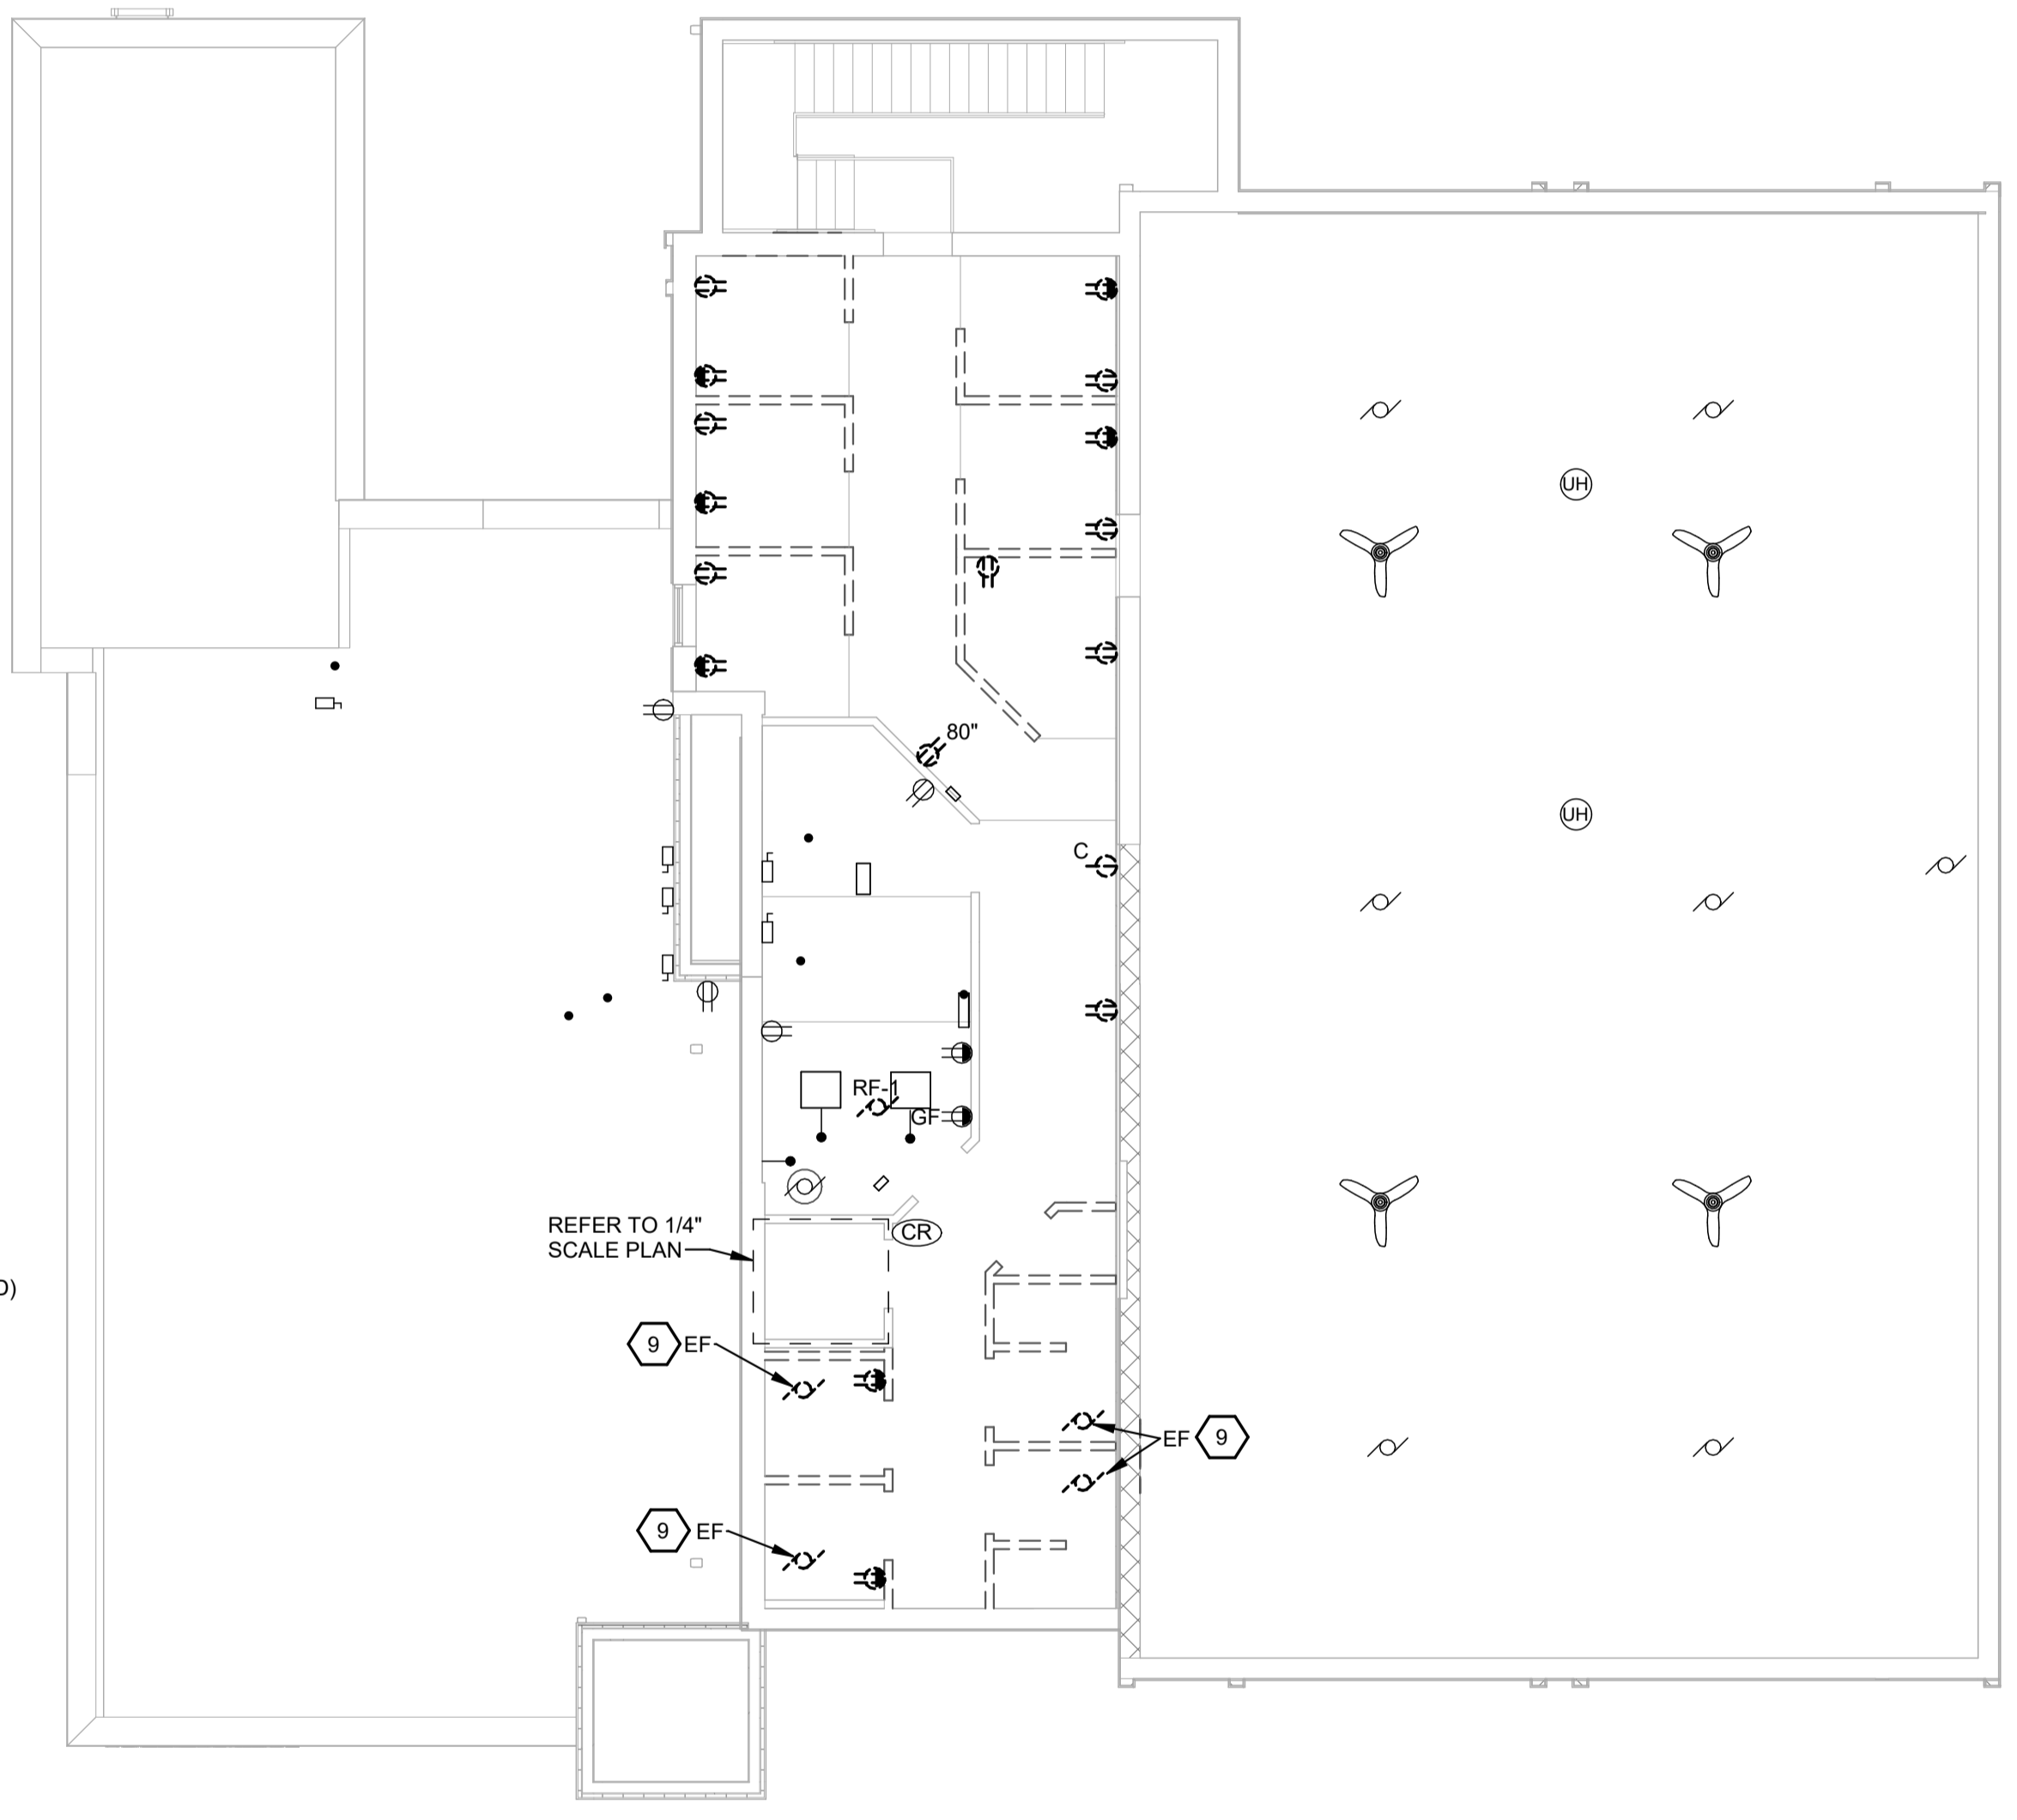 UH
80"
UH
C
RF-1
GF
REFER TO 1/4"
SCALE PLAN
CR
9 EF
EF 9
9 EF